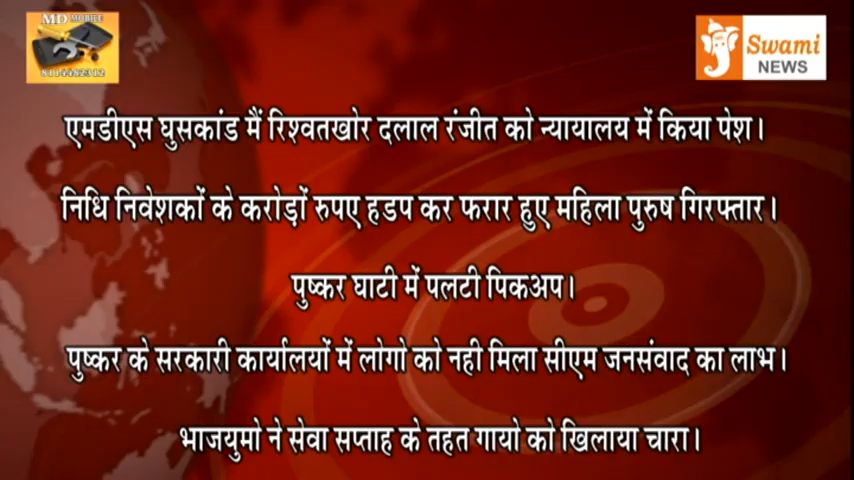 MD MOBILE
Swami
NEWS
एमडीएस घुसकांड मैं रिश्वतखोर दलाल रंजीत को न्यायालय में किया पेश।
निधि निवेशकों के करोड़ों रुपए हडप कर फरार हुए महिला पुरुष गिरफ्तार।
पुष्कर घाटी में पलटी पिकअप।
पुष्कर के सरकारी कार्यालयों में लोगो को नही मिला सीएम जनसंवाद का लाभ।
भाजयुमो ने सेवा सप्ताह के तहत गायो को खिलाया चारा।